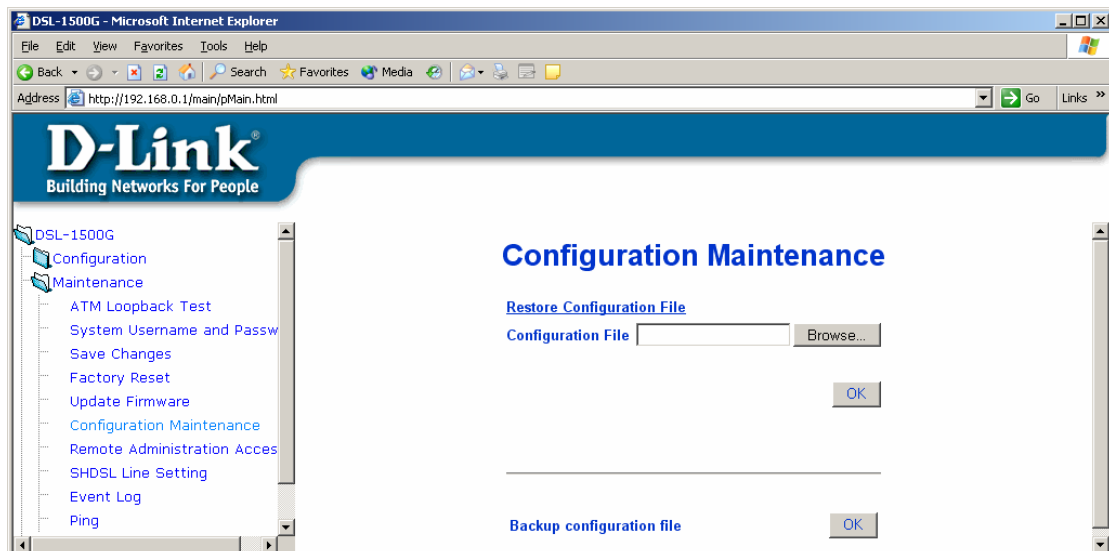 DSL-1500G - Microsoft Internet Explorer
File Edit View Favorites Tools Help
Back Search Favorites Media
Address http://192.168.0.1/main/pMain.html Go Links »
D-Link®
Building Networks For People
DSL-1500G
Configuration
Maintenance
ATM Loopback Test
System Username and Passw
Save Changes
Factory Reset
Update Firmware
Configuration Maintenance
Remote Administration Acces
SHDSL Line Setting
Event Log
Ping
Configuration Maintenance
Restore Configuration File
Configuration File Browse...
OK
Backup configuration file OK